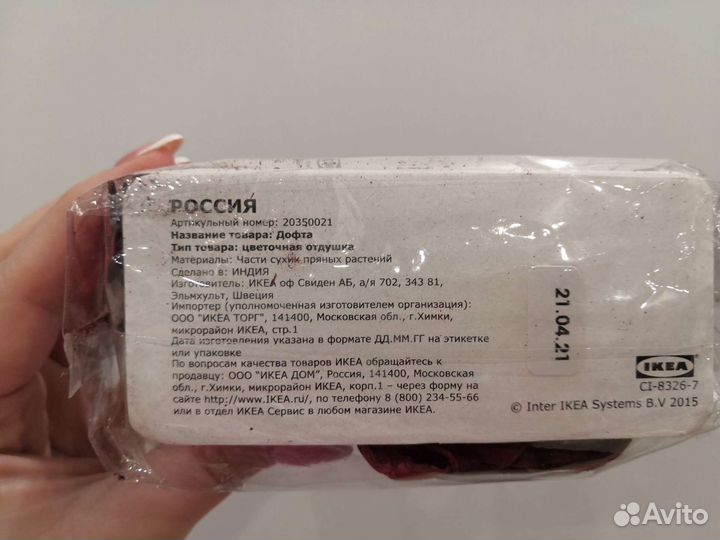 РОССИЯ
Артикульный номер: 20350021
Название товара: Дофта
Тип товара: цветочная отдушка
Материалы: Части сухих пряных растений
Сделано в: ИНДИЯ
Изготовитель: ИКЕА оф Свиден АБ, а/я 702, 343 81,
Эльмхульт, Швеция
Импортер (уполномоченная изготовителем организация):
ООО "ИКЕА ТОРГ", 141400, Московская обл., г.Химки,
микрорайон ИКЕА, стр.1
Дата изготовления указана в формате ДД.ММ.ГГ на этикетке
или упаковке
По вопросам качества товаров ИКЕА обращайтесь к
продавцу: ООО "ИКЕА ДОМ", Россия, 141400, Московская
обл., г.Химки, микрорайон ИКЕА, корп.1 – через форму на
сайте http://www.IKEA.ru/, по телефону 8 (800) 234-55-66
или в отдел ИКЕА Сервис в любом магазине ИКЕА.
21.04.21
IKEA
CI-8326-7
© Inter IKEA Systems B.V 2015
Avito